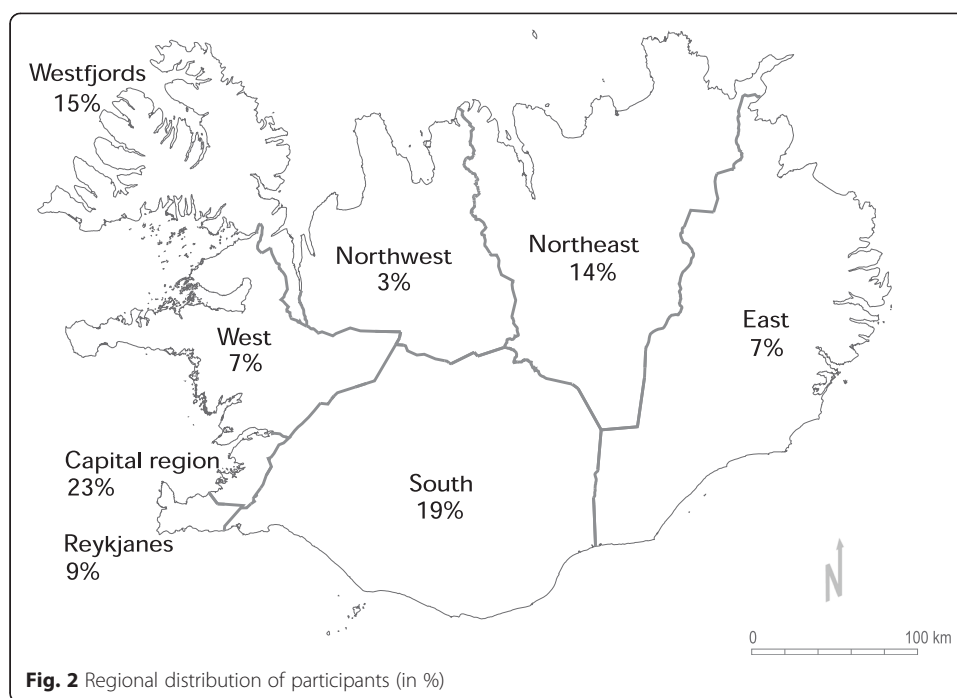 Westfjords
15%
Northwest
3%
Northeast
14%
West
7%
East
7%
Capital region
23%
South
19%
Reykjanes
9%
N
0 100 km
Fig. 2 Regional distribution of participants (in %)